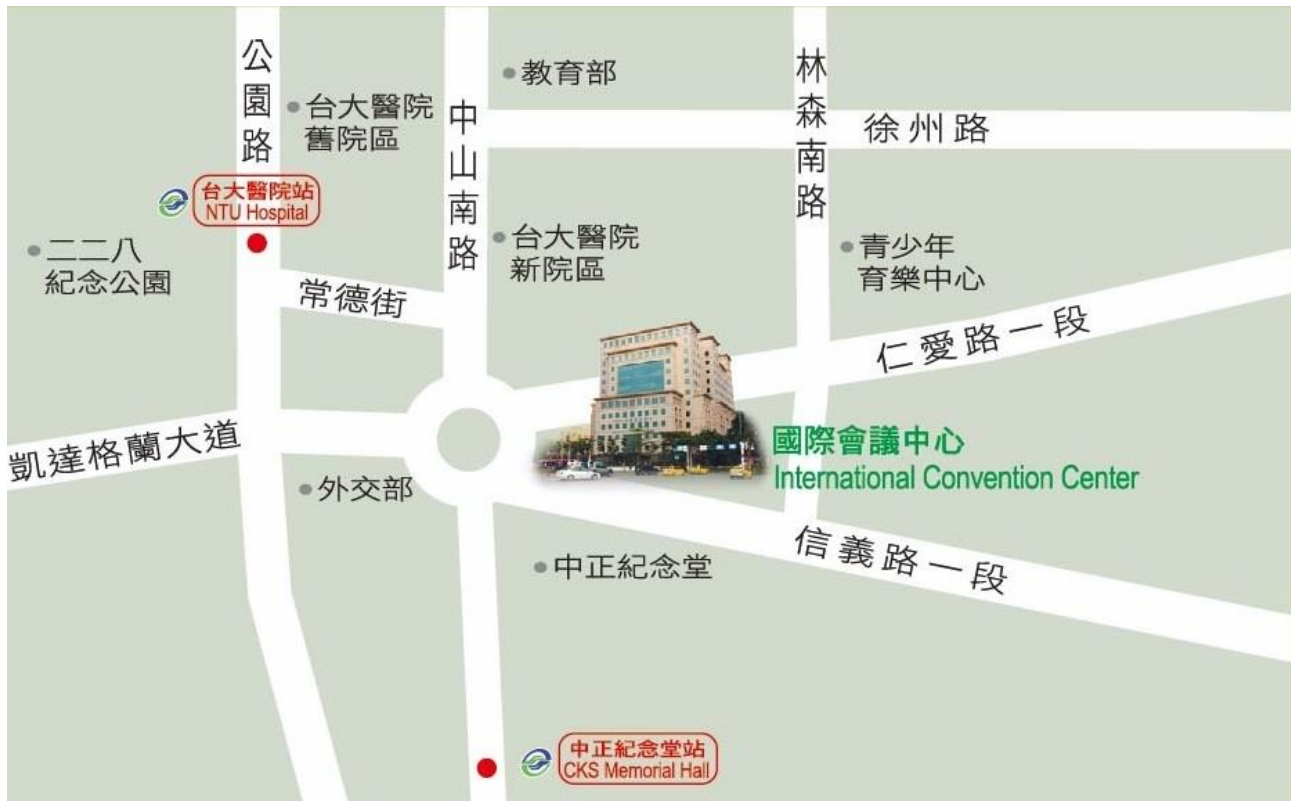 公園路
台大醫院
舊院區
中山南路
教育部
林森南路
徐州路
台大醫院站
NTU Hospital
二二八
紀念公園
常德街
台大醫院
新院區
青少年
育樂中心
仁愛路一段
凱達格蘭大道
外交部
國際會議中心
International Convention Center
中正紀念堂
信義路一段
中正紀念堂站
CKS Memorial Hall